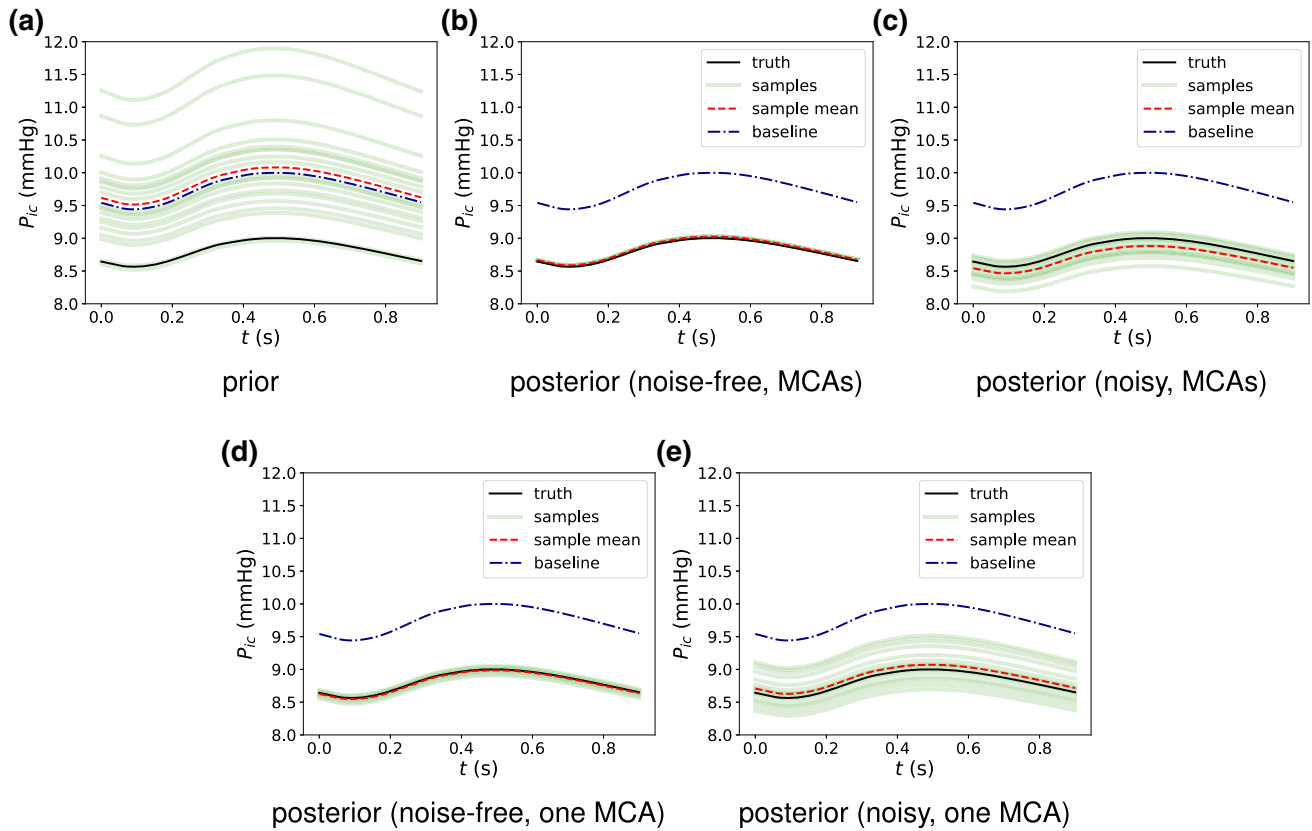 (a)
12.0
11.5
11.0
10.5
10.0
9.5
9.0
8.5
8.0
P_ic (mmHg)
0.0 0.2 0.4 0.6 0.8
t (s)
prior
(b)
12.0
11.5
11.0
10.5
10.0
9.5
9.0
8.5
8.0
P_ic (mmHg)
truth
samples
sample mean
baseline
0.0 0.2 0.4 0.6 0.8
t (s)
posterior (noise-free, MCAs)
(c)
12.0
11.5
11.0
10.5
10.0
9.5
9.0
8.5
8.0
P_ic (mmHg)
truth
samples
sample mean
baseline
0.0 0.2 0.4 0.6 0.8
t (s)
posterior (noisy, MCAs)
(d)
12.0
11.5
11.0
10.5
10.0
9.5
9.0
8.5
8.0
P_ic (mmHg)
truth
samples
sample mean
baseline
0.0 0.2 0.4 0.6 0.8
t (s)
posterior (noise-free, one MCA)
(e)
12.0
11.5
11.0
10.5
10.0
9.5
9.0
8.5
8.0
P_ic (mmHg)
truth
samples
sample mean
baseline
0.0 0.2 0.4 0.6 0.8
t (s)
posterior (noisy, one MCA)